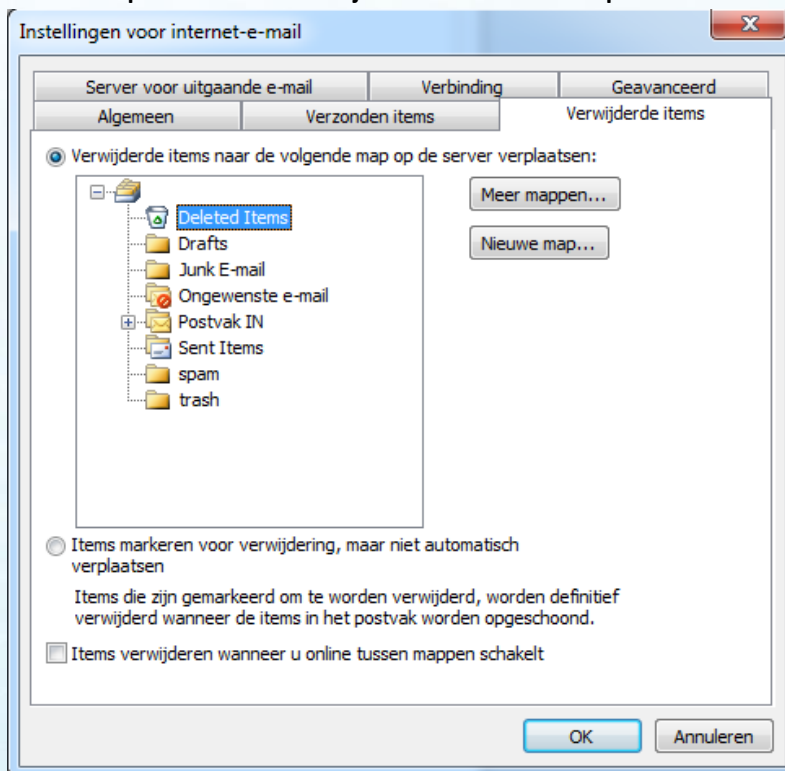 Instellingen voor internet-e-mail
Server voor uitgaande e-mail
Verbinding
Geavanceerd
Algemeen
Verzonden items
Verwijderde items
Verwijderde items naar de volgende map op de server verplaatsen:
Deleted Items
Drafts
Junk E-mail
Ongewenste e-mail
Postvak IN
Sent Items
spam
trash
Meer mappen...
Nieuwe map...
Items markeren voor verwijdering, maar niet automatisch
verplaatsen
Items die zijn gemarkeerd om te worden verwijderd, worden definitief
verwijderd wanneer de items in het postvak worden opgeschoond.
Items verwijderen wanneer u online tussen mappen schakelt
OK
Annuleren